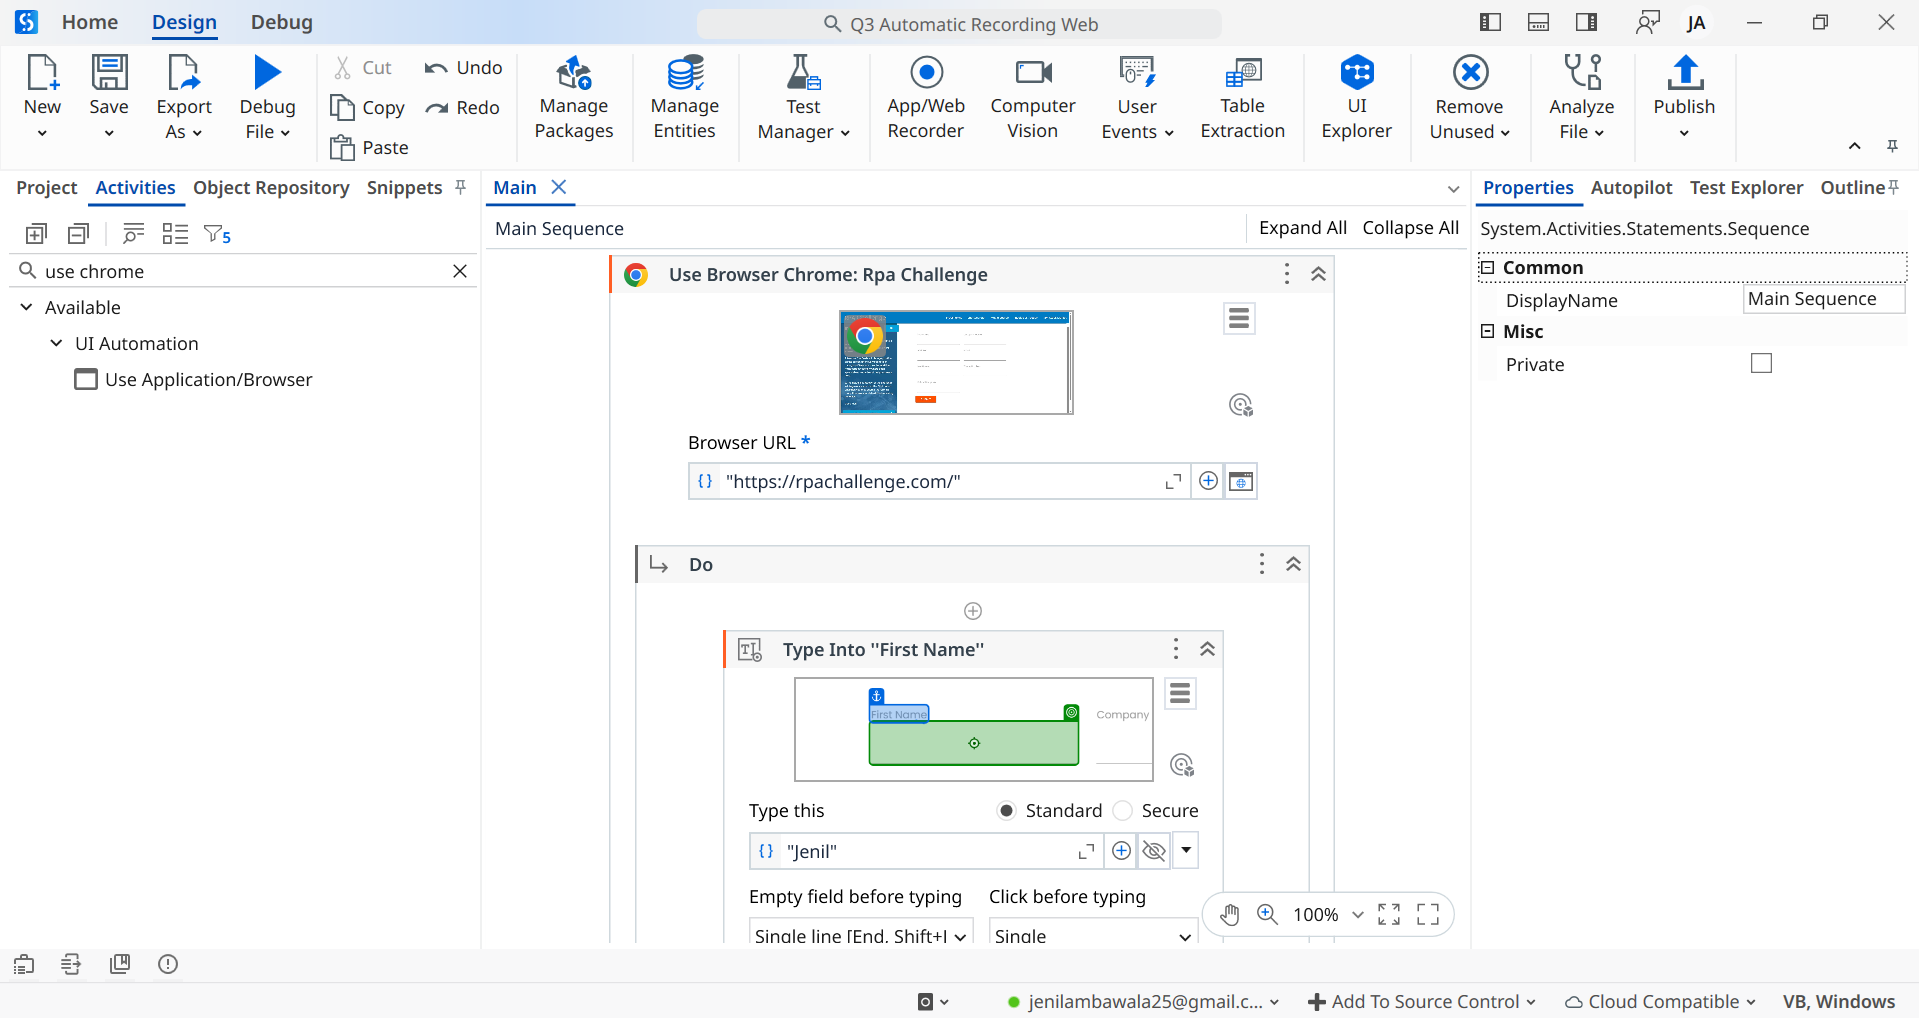 Home Design Debug
Q3 Automatic Recording Web
JA
New
Save
Export As
Debug File
Cut
Copy
Paste
Undo
Redo
Manage Packages
Manage Entities
Test Manager
App/Web Recorder
Computer Vision
User Events
Table Extraction
UI Explorer
Remove Unused
Analyze File
Publish
Project Activities Object Repository Snippets
5
use chrome
Available
UI Automation
Use Application/Browser
Main
Main Sequence
Expand All Collapse All
Use Browser Chrome: Rpa Challenge
Browser URL *
"https://rpachallenge.com/"
Do
Type Into ''First Name''
First Name
Company
Type this
Standard Secure
"Jenil"
Empty field before typing Click before typing
Single line [End, Shift+ Single
100%
Properties Autopilot Test Explorer Outline
System.Activities.Statements.Sequence
Common
DisplayName Main Sequence
Misc
Private
jenilambawala25@gmail.c... Add To Source Control Cloud Compatible VB, Windows